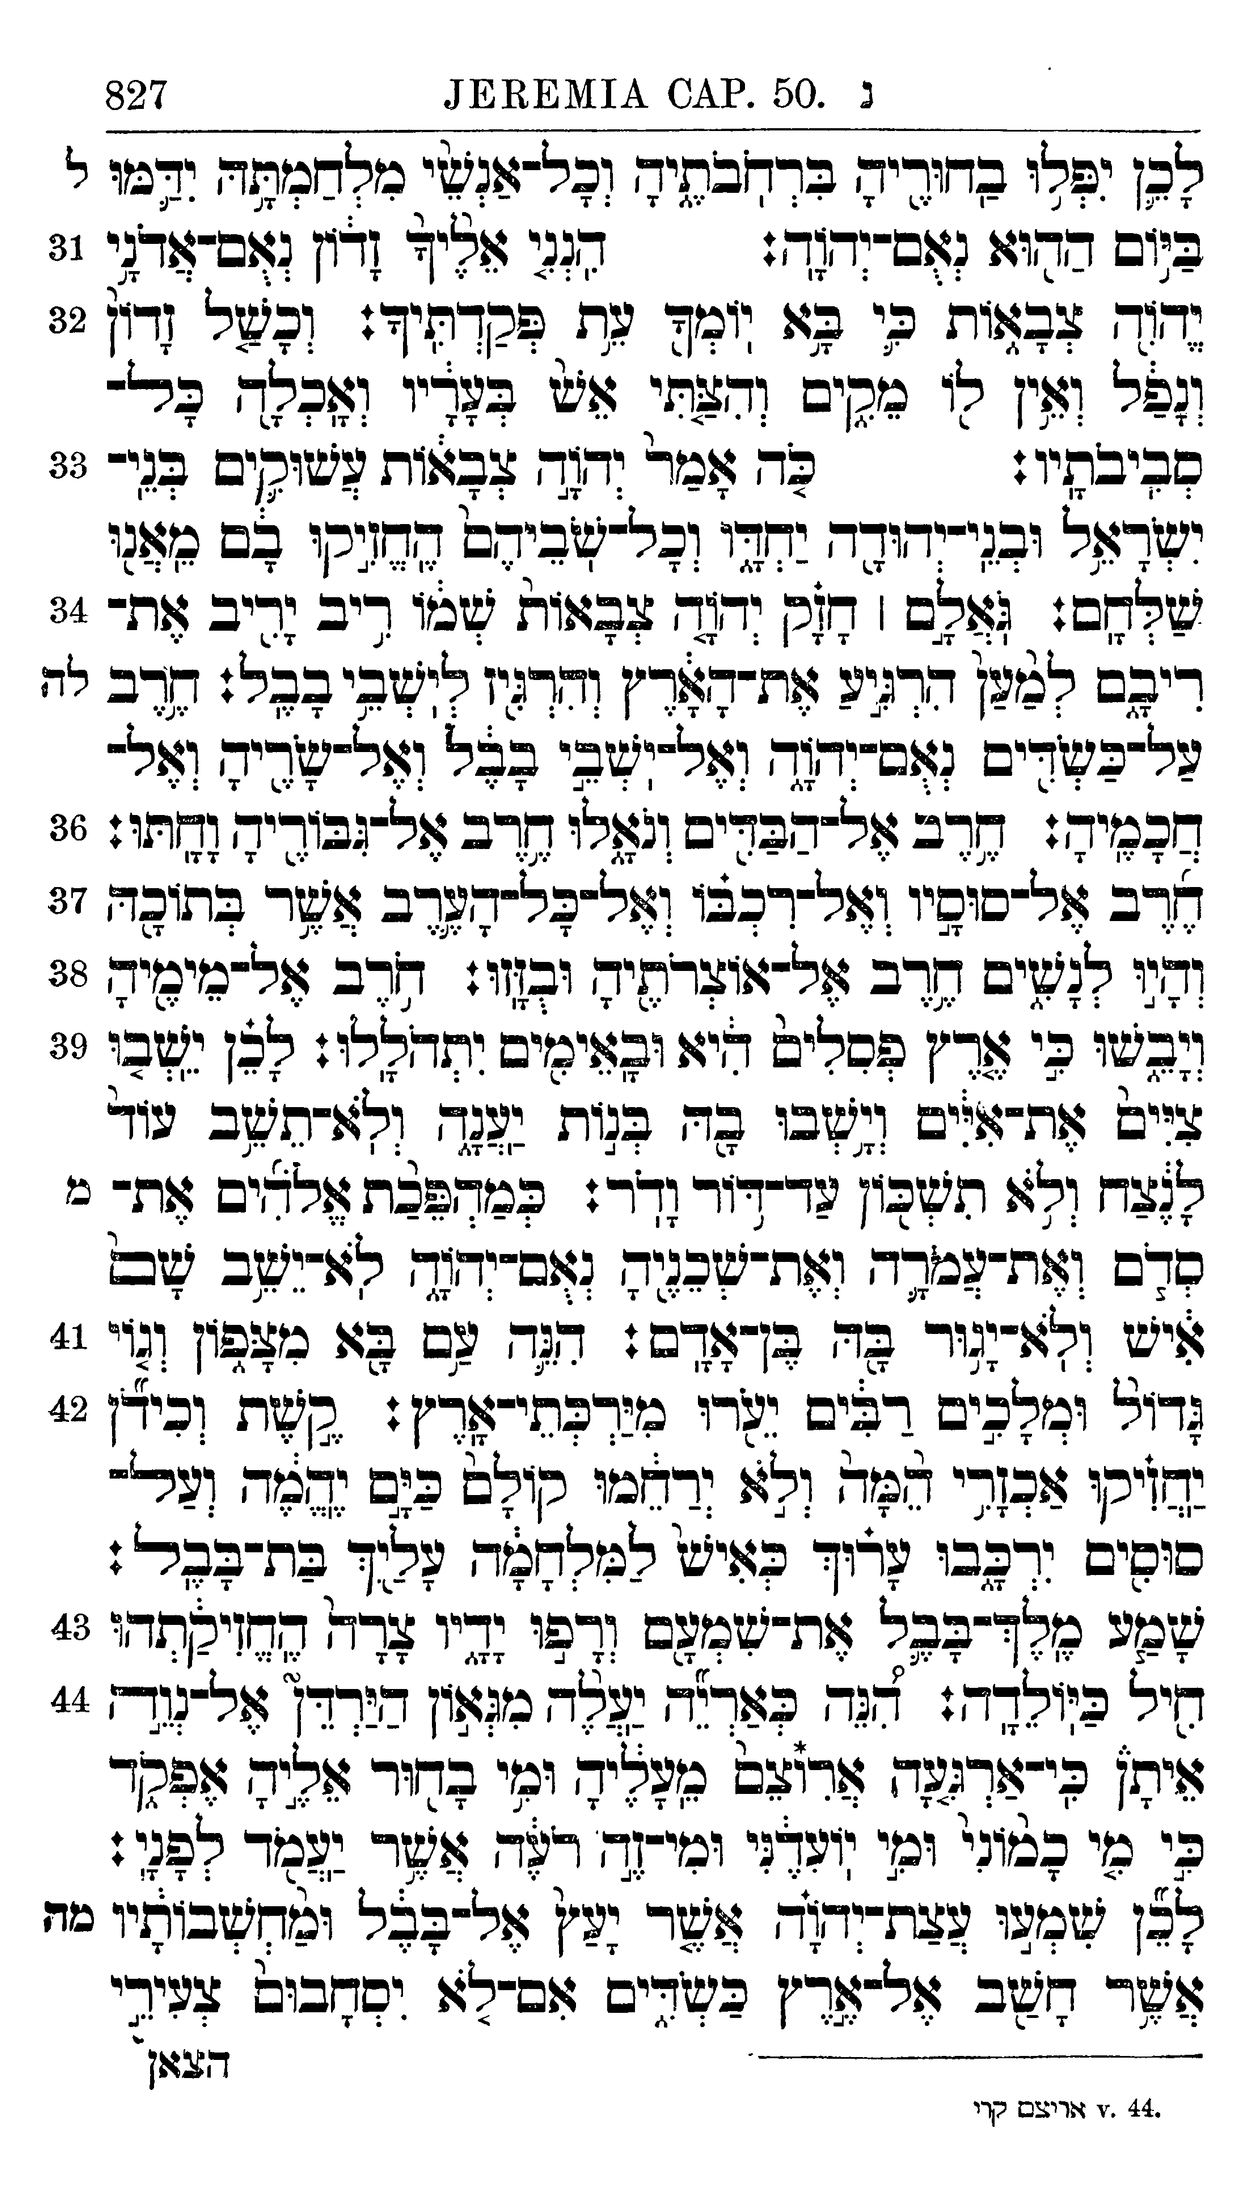 827 JEREMIA CAP. 50. נ
לָכֵ֛ן יִפְּל֥וּ בַחוּרֶ֖יהָ בִּרְחֹבֹתֶ֑יהָ וְכָל־אַנְשֵׁ֨י מִלְחַמְתָּ֥הּ יִדַּ֛מּוּ ל
בַּיּ֥וֹם הַה֖וּא נְאֻם־יְהוָֽה׃ הִנְנִ֤י אֵלֶ֙יךָ֙ זָד֔וֹן נְאֻם־אֲדֹנָ֥י 31
יֱהוִ֖ה צְבָא֑וֹת כִּ֛י בָּ֥א יוֹמְךָ֖ עֵ֥ת פְּקַדְתִּֽיךָ׃ וְכָשַׁ֤ל זָדוֹן֙ 32
וְנָפַ֔ל וְאֵ֥ין ל֖וֹ מֵקִ֑ים וְהִצַּ֤תִּי אֵשׁ֙ בְּעָרָ֔יו וְאָכְלָ֖ה כָּל־
סְבִיבֹתָֽיו׃ כֹּ֤ה אָמַר֙ יְהוָ֣ה צְבָא֔וֹת עֲשׁוּקִ֛ים בְּנֵֽי־ 33
יִשְׂרָאֵ֥ל וּבְנֵי־יְהוּדָ֖ה יַחְדָּ֑ו וְכָל־שֹֽׁבֵיהֶם֙ הֶחֱזִ֣יקוּ בָ֔ם מֵאֲנ֖וּ
שַׁלְּחָֽם׃ גֹּאֲלָ֣ם ׀ חָזָ֗ק יְהוָ֤ה צְבָאוֹת֙ שְׁמ֔וֹ רִ֥יב יָרִ֖יב אֶת־ 34
רִיבָ֑ם לְמַ֙עַן֙ הִרְגִּ֣יעַ אֶת־הָאָ֔רֶץ וְהִרְגִּ֖יז לְיֹשְׁבֵ֥י בָבֶֽל׃ חֶ֥רֶב לה
עַל־כַּשְׂדִּ֖ים נְאֻם־יְהוָ֑ה וְאֶל־יֹשְׁבֵ֣י בָבֶ֔ל וְאֶל־שָׂרֶ֖יהָ וְאֶל־
חֲכָמֶֽיהָ׃ חֶ֥רֶב אֶל־הַבַּדִּ֖ים וְנֹאָ֑לוּ חֶ֥רֶב אֶל־גִּבּוֹרֶ֖יהָ וָחָֽתּוּ׃ 36
חֶ֜רֶב אֶל־סוּסָ֣יו וְאֶל־רִכְבּ֗וֹ וְאֶל־כָּל־הָעֶ֛רֶב אֲשֶׁ֥ר בְּתוֹכָ֖הּ 37
וְהָי֣וּ לְנָשִׁ֑ים חֶ֥רֶב אֶל־אוֹצְרֹתֶ֖יהָ וּבֻזָּֽזוּ׃ חֹ֥רֶב אֶל־מֵימֶ֖יהָ 38
וְיָבֵ֑שׁוּ כִּ֣י אֶ֤רֶץ פְּסִלִים֙ הִ֔יא וּבָאֵימִ֖ים יִתְהֹלָֽלוּ׃ לָכֵ֗ן יֵשְׁב֤וּ 39
צִיִּים֙ אֶת־אִיִּ֔ים וְיָ֥שְׁבוּ בָ֖הּ בְּנ֣וֹת יַֽעֲנָ֑ה וְלֹֽא־תֵשֵׁ֥ב עוֹד֙
לָנֶ֔צַח וְלֹ֥א תִשְׁכּ֖וֹן עַד־דּ֥וֹר וָדֹֽר׃ כְּמַהְפֵּכַ֨ת אֱלֹהִ֜ים אֶת־ מ
סְדֹ֧ם וְאֶת־עֲמֹרָ֛ה וְאֶת־שְׁכֵנֶ֖יהָ נְאֻם־יְהוָ֑ה לֹֽא־יֵשֵׁ֥ב שָׁם֙
אִ֔ישׁ וְלֹֽא־יָג֥וּר בָּ֖הּ בֶּן־אָדָֽם׃ הִנֵּ֛ה עַ֥ם בָּ֖א מִצָּפ֑וֹן וְג֤וֹי 41
גָּדוֹל֙ וּמְלָכִ֣ים רַבִּ֔ים יֵעֹ֖רוּ מִיַּרְכְּתֵי־אָֽרֶץ׃ קֶ֣שֶׁת וְכִידֹ֞ן 42
יַחֲזִ֗יקוּ אַכְזָרִ֥י הֵ֙מָּה֙ וְלֹ֣א יְרַחֵ֔מוּ קוֹלָם֙ כַּיָּ֣ם יֶהֱמֶ֔ה וְעַל־
סוּסִ֖ים יִרְכָּ֑בוּ עָר֗וּךְ כְּאִישׁ֙ לַמִּלְחָמָ֔ה עָלַ֖יִךְ בַּת־בָּבֶֽל׃
שָׁמַ֧ע מֶֽלֶךְ־בָּבֶ֛ל אֶת־שִׁמְעָ֖ם וְרָפ֣וּ יָדָ֑יו צָרָה֙ הֶחֱזִיקַ֔תְהוּ 43
חִ֖יל כַּיּוֹלֵדָֽה׃ הִ֠נֵּה כְּאַרְיֵ֞ה יַעֲלֶ֨ה מִגְּא֣וֹן הַיַּרְדֵּן֮ אֶל־נְוֵ֣ה 44
אֵיתָן֒ כִּֽי־אַרְגִּ֤עָה אֲרִוֹצֵם֙ מֵֽעָלֶ֔יהָ וּמִ֥י בָח֖וּר אֵלֶ֣יהָ אֶפְקֹ֑ד
כִּ֣י מִ֤י כָמ֙וֹנִי֙ וּמִ֣י יוֹעִדֶ֔נִּי וּמִי־זֶ֣ה רֹעֶ֔ה אֲשֶׁ֥ר יַעֲמֹ֖ד לְפָנָֽי׃
לָכֵ֞ן שִׁמְע֣וּ עֲצַת־יְהוָ֗ה אֲשֶׁ֤ר יָעַץ֙ אֶל־בָּבֶ֔ל וּמַ֨חְשְׁבוֹתָ֔יו מה
אֲשֶׁ֥ר חָשַׁ֖ב אֶל־אֶ֣רֶץ כַּשְׂדִּ֑ים אִם־לֹ֤א יִסְחָבוּם֙ צְעִירֵ֣י
הצאן
v. 44. אריצם קרי